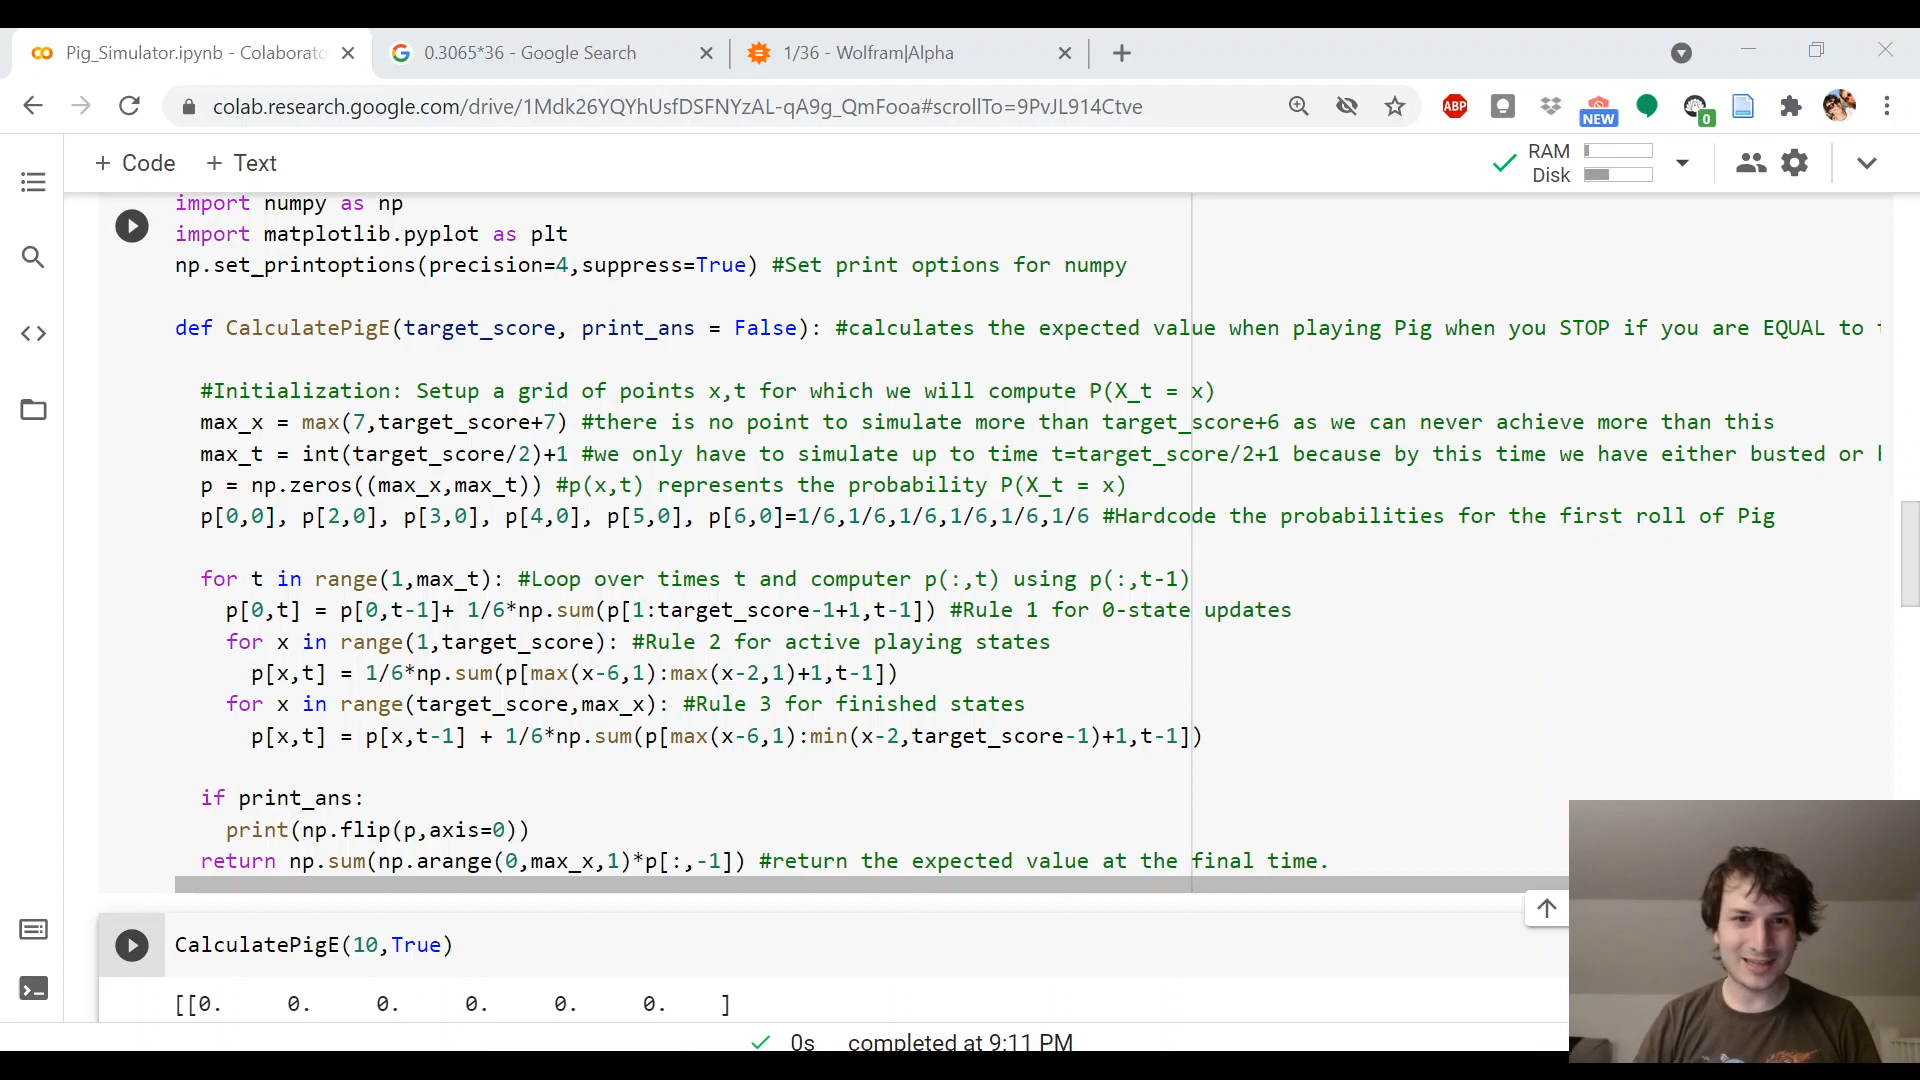 Pig_Simulator.ipynb - Colaborato
0.3065*36 - Google Search
1/36 - Wolfram|Alpha
colab.research.google.com/drive/1Mdk26YQYhUsfDSFNYzAL-qA9g_QmFooa#scrollTo=9PvJL914Ctve
ABP
NEW
0
+ Code + Text
RAM
Disk
import numpy as np
import matplotlib.pyplot as plt
np.set_printoptions(precision=4,suppress=True) #Set print options for numpy
def CalculatePigE(target_score, print_ans = False): #calculates the expected value when playing Pig when you STOP if you are EQUAL to
#Initialization: Setup a grid of points x,t for which we will compute P(X_t = x)
max_x = max(7,target_score+7) #there is no point to simulate more than target_score+6 as we can never achieve more than this
max_t = int(target_score/2)+1 #we only have to simulate up to time t=target_score/2+1 because by this time we have either busted or
p = np.zeros((max_x,max_t)) #p(x,t) represents the probability P(X_t = x)
p[0,0], p[2,0], p[3,0], p[4,0], p[5,0], p[6,0]=1/6,1/6,1/6,1/6,1/6,1/6 #Hardcode the probabilities for the first roll of Pig
for t in range(1,max_t): #Loop over times t and computer p(:,t) using p(:,t-1)
p[0,t] = p[0,t-1]+ 1/6*np.sum(p[1:target_score-1+1,t-1]) #Rule 1 for 0-state updates
for x in range(1,target_score): #Rule 2 for active playing states
p[x,t] = 1/6*np.sum(p[max(x-6,1):max(x-2,1)+1,t-1])
for x in range(target_score,max_x): #Rule 3 for finished states
p[x,t] = p[x,t-1] + 1/6*np.sum(p[max(x-6,1):min(x-2,target_score-1)+1,t-1])
if print_ans:
print(np.flip(p,axis=0))
return np.sum(np.arange(0,max_x,1)*p[:,-1]) #return the expected value at the final time.
CalculatePigE(10,True)
[[0. 0. 0. 0. 0. 0. ]
0s completed at 9:11 PM